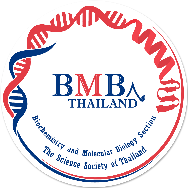 BMB
THAILAND
Biochemistry and Molecular Biology Section
The Science Society of Thailand